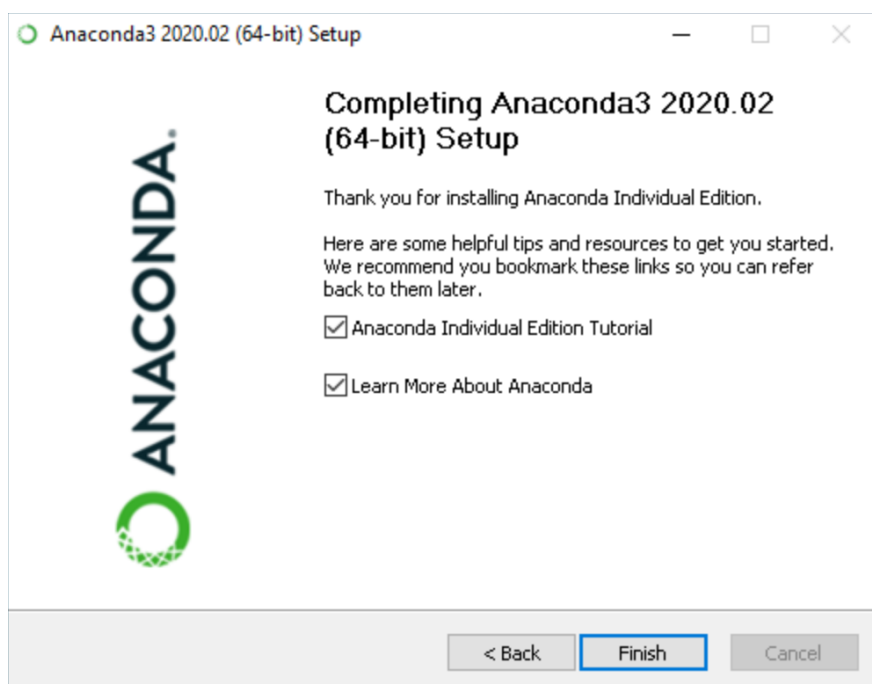 Anaconda3 2020.02 (64-bit) Setup
Completing Anaconda3 2020.02
(64-bit) Setup
Thank you for installing Anaconda Individual Edition.
Here are some helpful tips and resources to get you started.
We recommend you bookmark these links so you can refer
back to them later.
Anaconda Individual Edition Tutorial
Learn More About Anaconda
ANACONDA.
< Back
Finish
Cancel